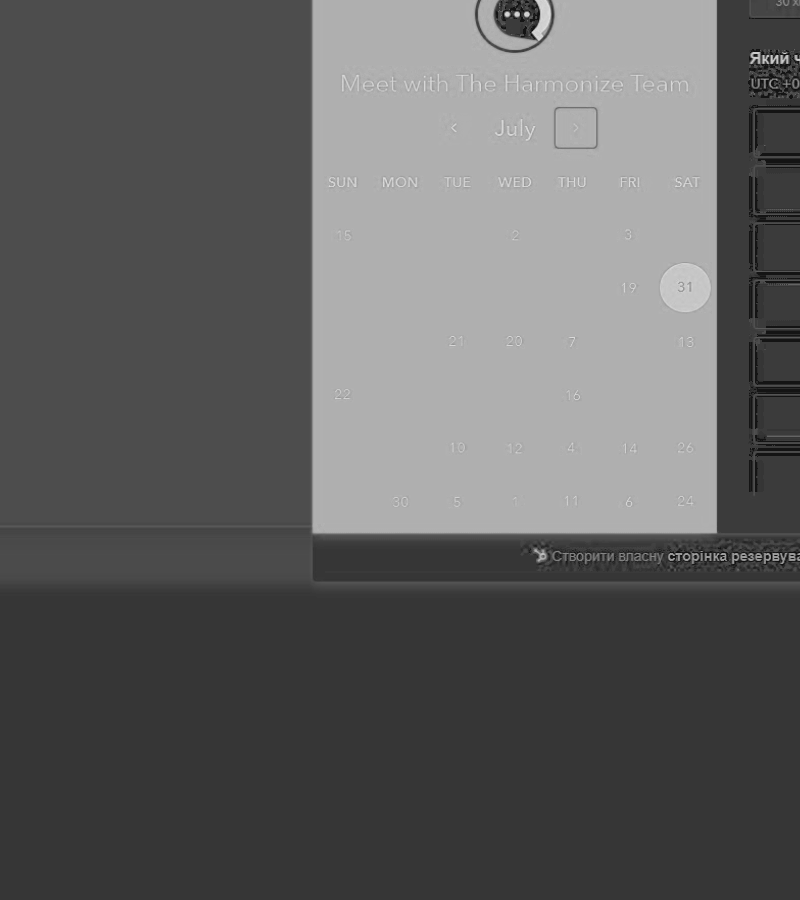 30 х
Meet with The Harmonize Team
Який ч
UTC +0
‹ July ›
SUN MON TUE WED THU FRI SAT
15 2 3
19 31
21 20 7 13
22 16
10 12 4 14 26
30 5 1 11 6 24
Створити власну сторінка резервува